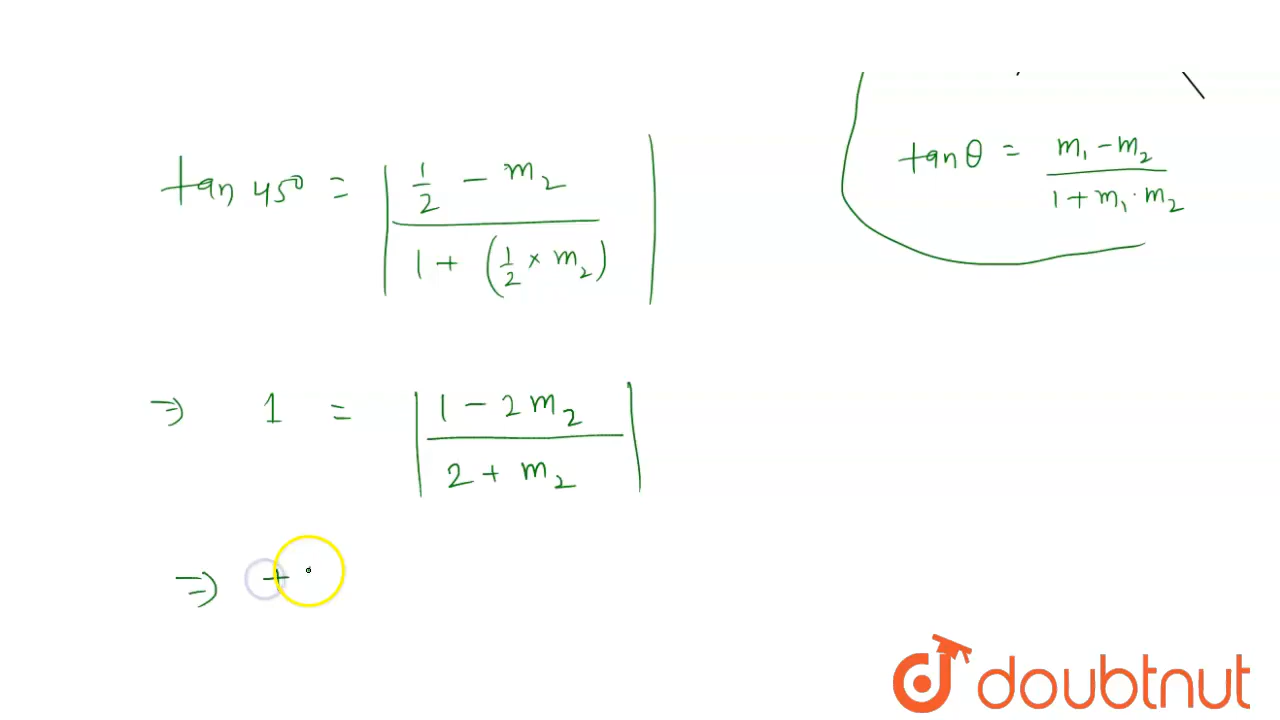 tan 45° = | (1/2 − m₂) / (1 + (1/2 × m₂)) |
tan θ = (m₁ − m₂) / (1 + m₁ · m₂)
⇒ 1 = | (1 − 2m₂) / (2 + m₂) |
⇒ +
doubtnut